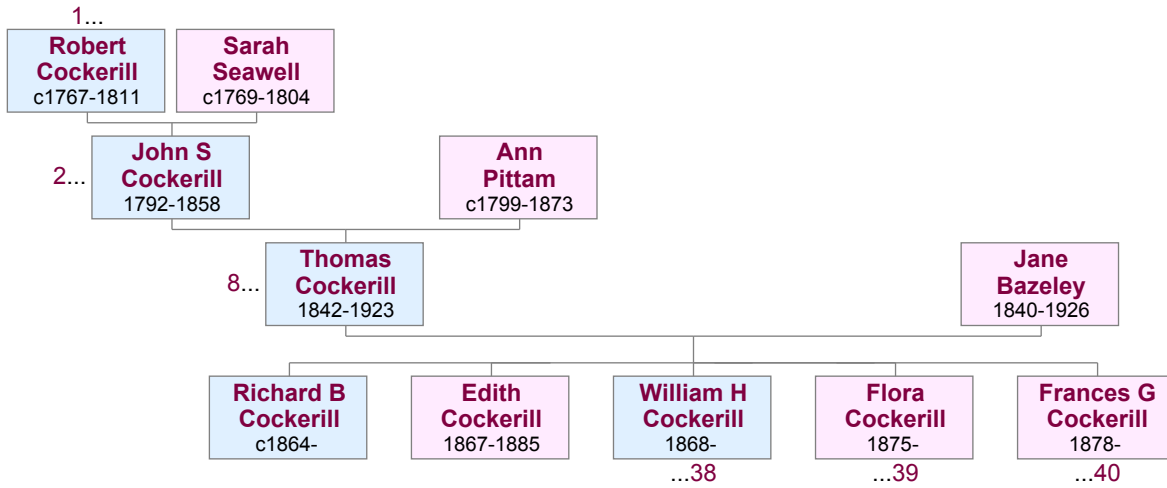 1...
Robert
Cockerill
c1767-1811
Sarah
Seawell
c1769-1804
2...
John S
Cockerill
1792-1858
Ann
Pittam
c1799-1873
8...
Thomas
Cockerill
1842-1923
Jane
Bazeley
1840-1926
Richard B
Cockerill
c1864-
Edith
Cockerill
1867-1885
William H
Cockerill
1868-
...38
Flora
Cockerill
1875-
...39
Frances G
Cockerill
1878-
...40